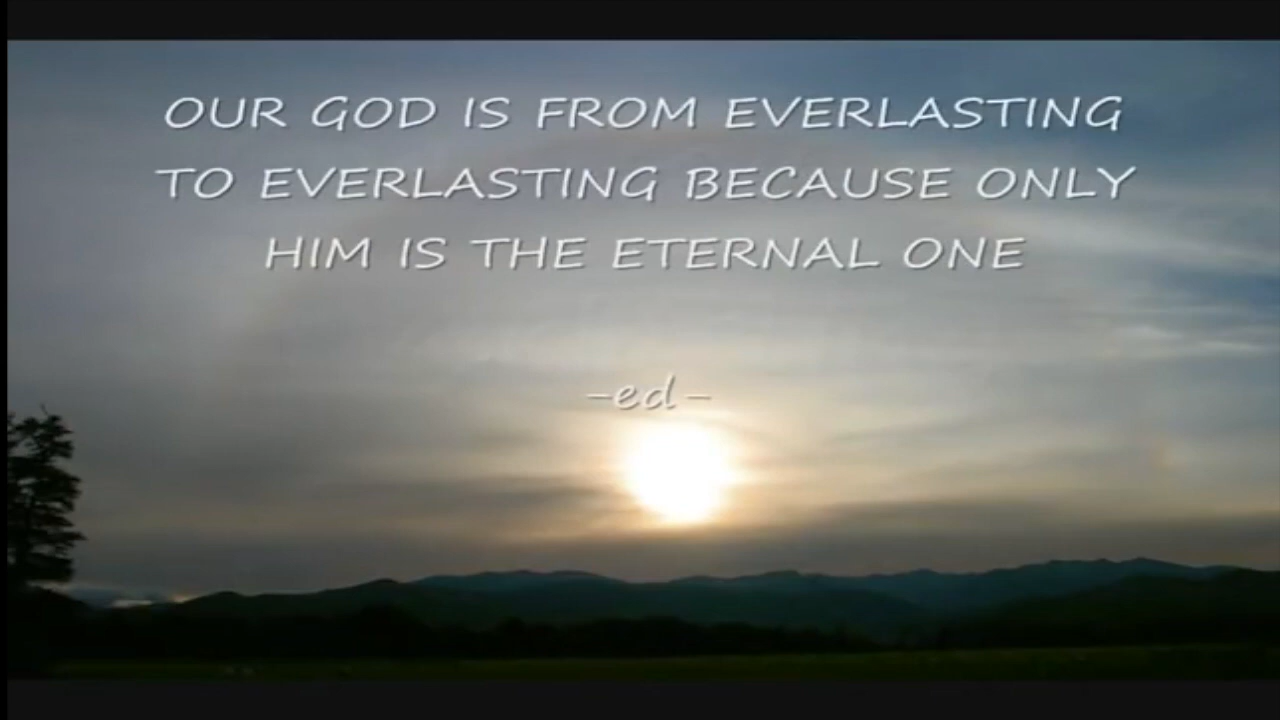 OUR GOD IS FROM EVERLASTING
TO EVERLASTING BECAUSE ONLY
HIM IS THE ETERNAL ONE
-ed-